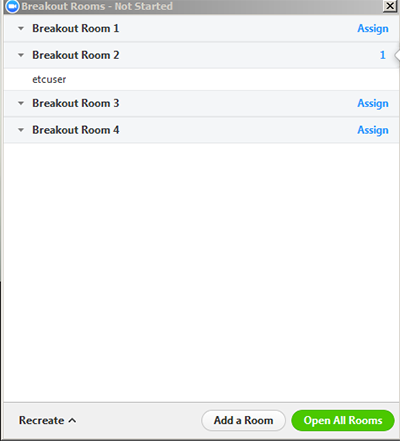 Breakout Rooms - Not Started
Breakout Room 1 Assign
Breakout Room 2 1
etcuser
Breakout Room 3 Assign
Breakout Room 4 Assign
Recreate Add a Room Open All Rooms